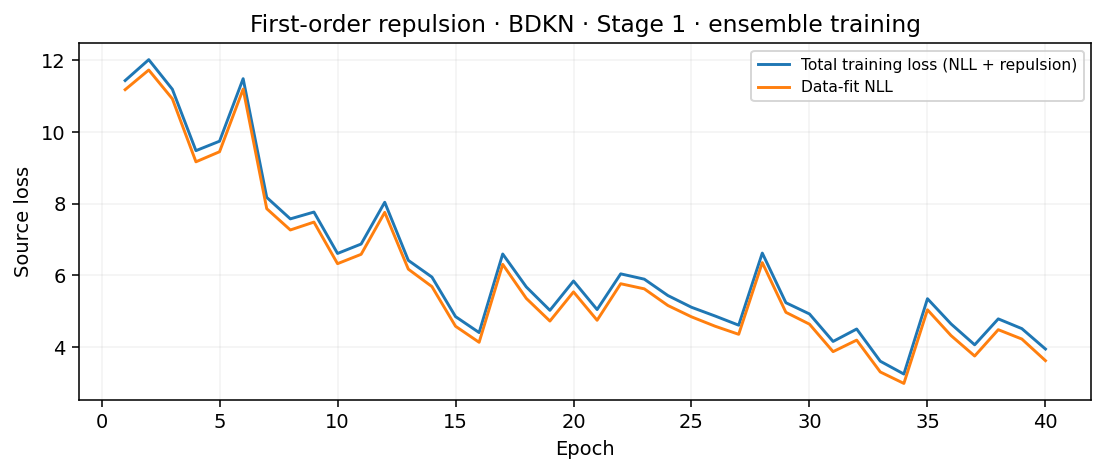 First-order repulsion · BDKN · Stage 1 · ensemble training
Total training loss (NLL + repulsion)
Data-fit NLL
Source loss
12
10
8
6
4
0 5 10 15 20 25 30 35 40
Epoch